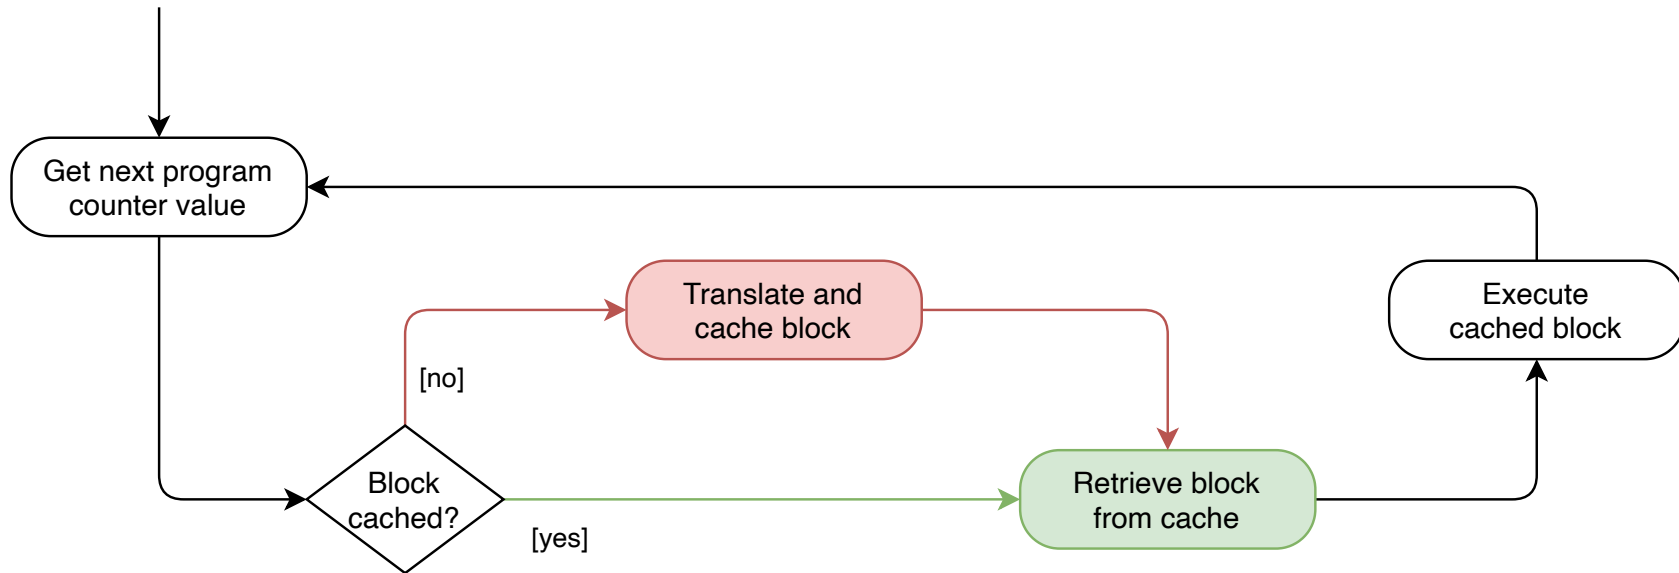 Get next program
counter value
Translate and
cache block
Execute
cached block
[no]
Block
cached?
[yes]
Retrieve block
from cache